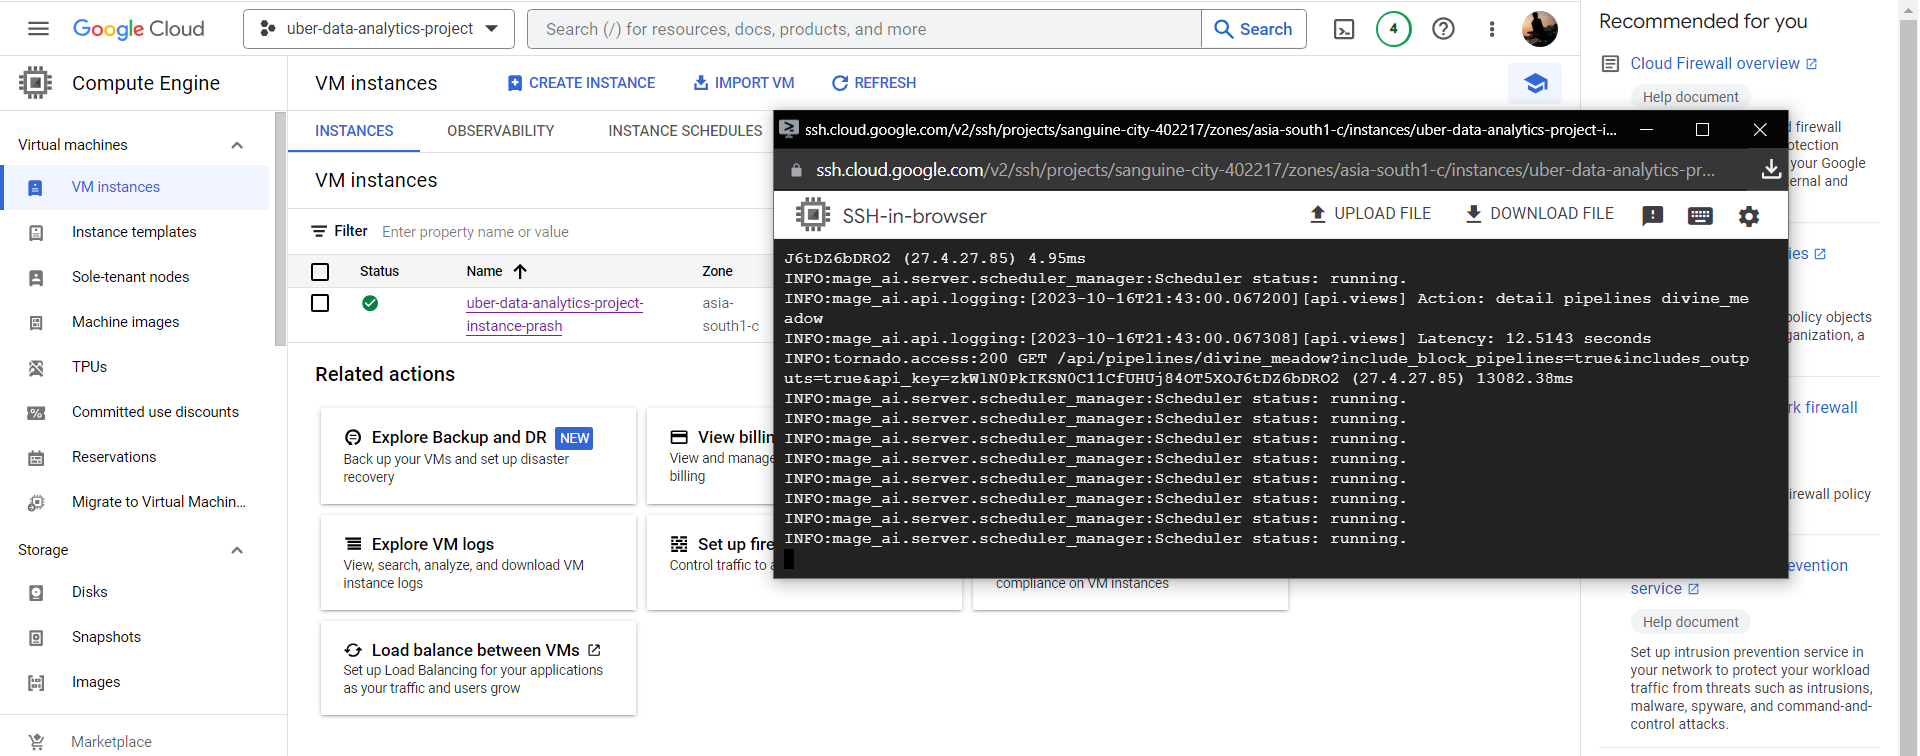 Google Cloud
uber-data-analytics-project
Search (/) for resources, docs, products, and more
Search
4
Compute Engine
Virtual machines
VM instances
Instance templates
Sole-tenant nodes
Machine images
TPUs
Committed use discounts
Reservations
Migrate to Virtual Machin...
Storage
Disks
Snapshots
Images
Marketplace
VM instances
CREATE INSTANCE
IMPORT VM
REFRESH
INSTANCES
OBSERVABILITY
INSTANCE SCHEDULES
VM instances
Filter
Enter property name or value
Status
Name
Zone
uber-data-analytics-project-
instance-prash
asia-
south1-c
Related actions
Explore Backup and DR
NEW
Back up your VMs and set up disaster
recovery
View billin
View and manage
billing
Explore VM logs
View, search, analyze, and download VM
instance logs
Set up fire
Control traffic to a
compliance on VM instances
Load balance between VMs
Set up Load Balancing for your applications
as your traffic and users grow
ssh.cloud.google.com/v2/ssh/projects/sanguine-city-402217/zones/asia-south1-c/instances/uber-data-analytics-project-i...
ssh.cloud.google.com/v2/ssh/projects/sanguine-city-402217/zones/asia-south1-c/instances/uber-data-analytics-pr...
SSH-in-browser
UPLOAD FILE
DOWNLOAD FILE
J6tDZ6bDRO2 (27.4.27.85) 4.95ms
INFO:mage_ai.server.scheduler_manager:Scheduler status: running.
INFO:mage_ai.api.logging:[2023-10-16T21:43:00.067200][api.views] Action: detail pipelines divine_me
adow
INFO:mage_ai.api.logging:[2023-10-16T21:43:00.067308][api.views] Latency: 12.5143 seconds
INFO:tornado.access:200 GET /api/pipelines/divine_meadow?include_block_pipelines=true&includes_outp
uts=true&api_key=zkWlN0PkIKSN0C11CfUHUj84OT5XOJ6tDZ6bDRO2 (27.4.27.85) 13082.38ms
INFO:mage_ai.server.scheduler_manager:Scheduler status: running.
INFO:mage_ai.server.scheduler_manager:Scheduler status: running.
INFO:mage_ai.server.scheduler_manager:Scheduler status: running.
INFO:mage_ai.server.scheduler_manager:Scheduler status: running.
INFO:mage_ai.server.scheduler_manager:Scheduler status: running.
INFO:mage_ai.server.scheduler_manager:Scheduler status: running.
INFO:mage_ai.server.scheduler_manager:Scheduler status: running.
INFO:mage_ai.server.scheduler_manager:Scheduler status: running.
Recommended for you
Cloud Firewall overview
Help document
firewall
otection
your Google
ernal and
ies
policy objects
ganization, a
rk firewall
irewall policy
evention
service
Help document
Set up intrusion prevention service in
your network to protect your workload
traffic from threats such as intrusions,
malware, spyware, and command-and-
control attacks.